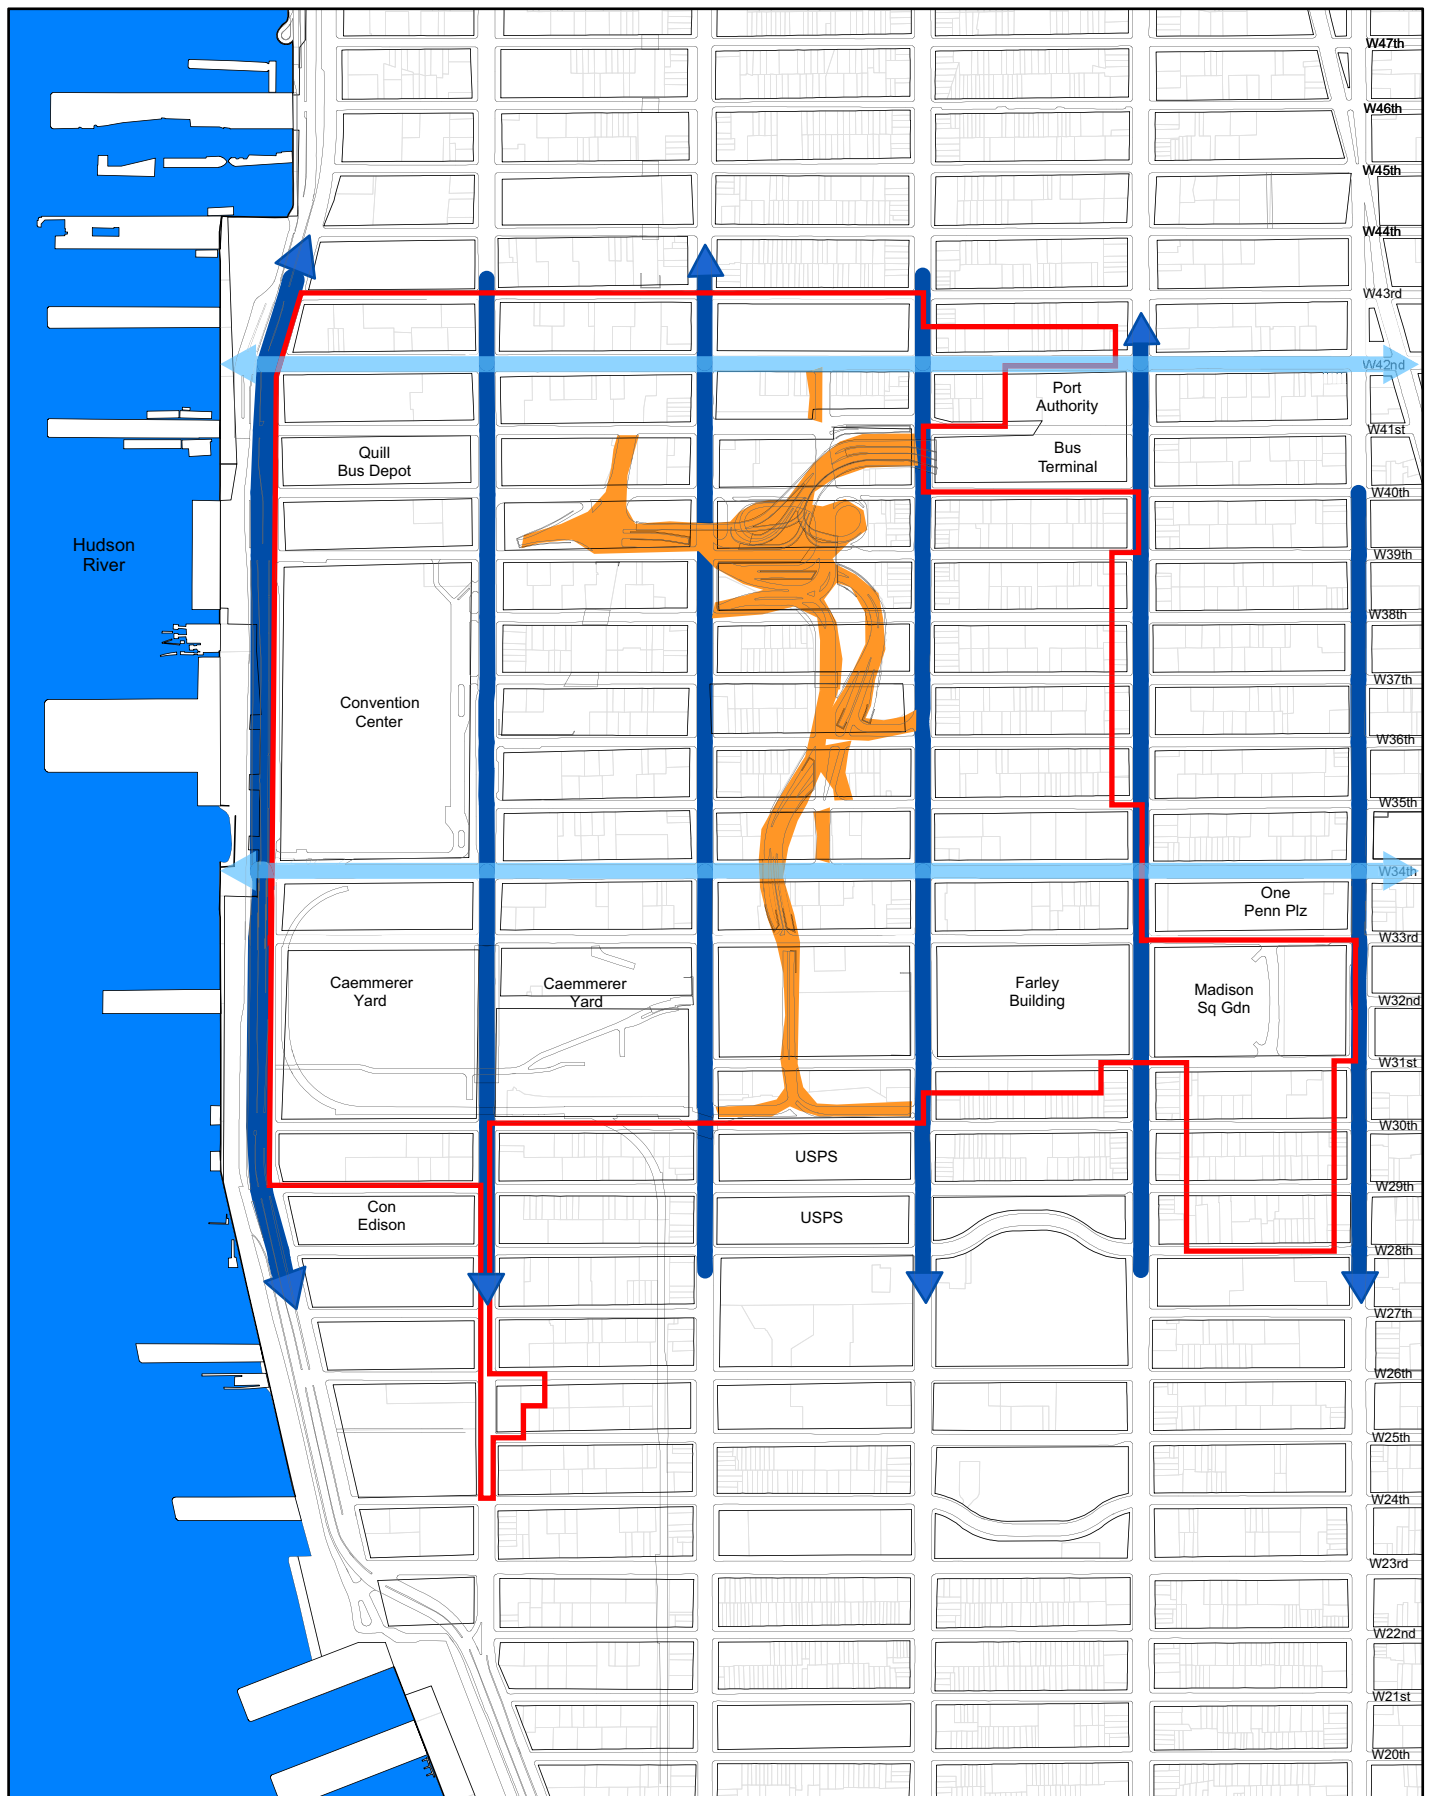 W47th
W46th
W45th
W44th
W43rd
W42nd
Port
Authority
W41st
Quill
Bus Depot
Bus
Terminal
W40th
Hudson
River
W39th
W38th
W37th
Convention
Center
W36th
W35th
W34th
One
Penn Plz
W33rd
Caemmerer
Yard
Caemmerer
Yard
Farley
Building
Madison
Sq Gdn
W32nd
W31st
W30th
USPS
W29th
Con
Edison
USPS
W28th
W27th
W26th
W25th
W24th
W23rd
W22nd
W21st
W20th